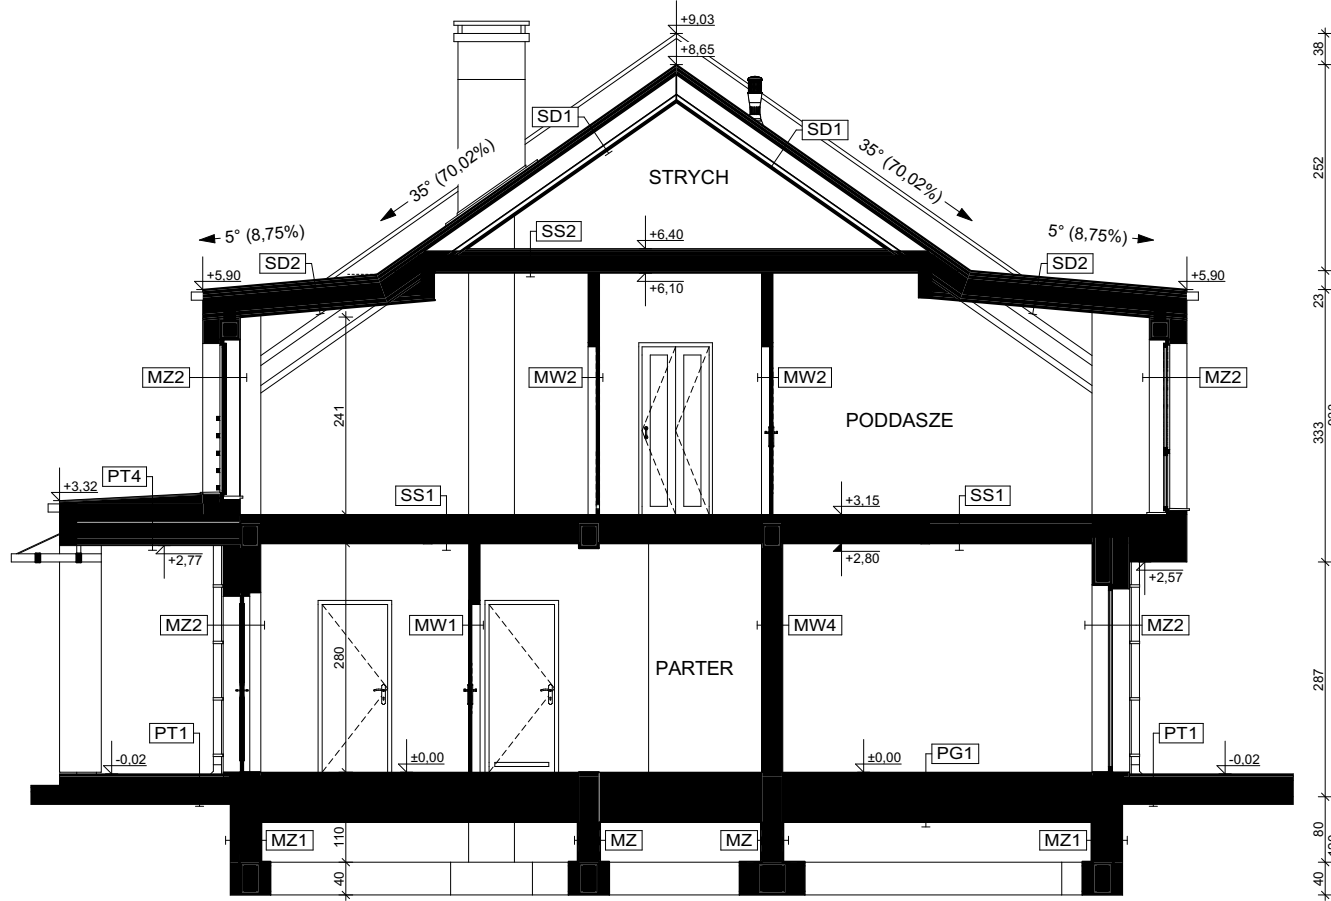 +9,03
38
+8,65
SD1
SD1
35° (70,02%)
35° (70,02%)
STRYCH
252
5° (8,75%)
SS2
+6,40
5° (8,75%)
SD2
SD2
+5,90
+6,10
+5,90
23
MZ2
MW2
MW2
MZ2
241
PODDASZE
333
PT4
+3,32
SS1
+3,15
SS1
+2,77
+2,80
+2,57
MZ2
MW1
MW4
MZ2
280
PARTER
287
PT1
-0,02
±0,00
±0,00
PG1
PT1
-0,02
MZ1
110
MZ
MZ
MZ1
80
40
40